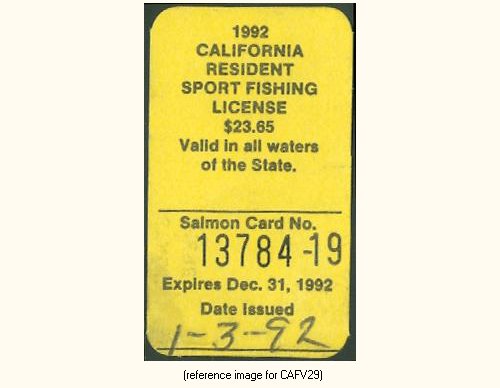 1992
CALIFORNIA
RESIDENT
SPORT FISHING
LICENSE
$23.65
Valid in all waters
of the State.
Salmon Card No.
13784-19
Expires Dec. 31, 1992
Date Issued
1-3-92
(reference image for CAFV29)